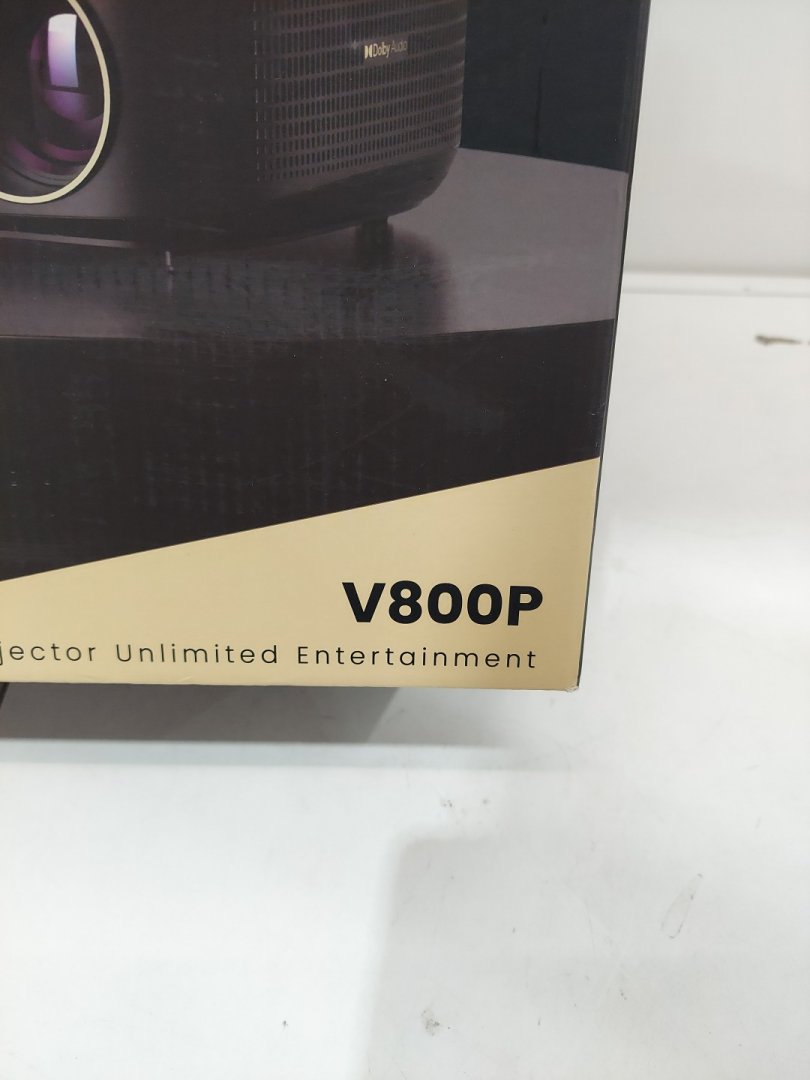 Dolby Audio
V800P
jector Unlimited Entertainment